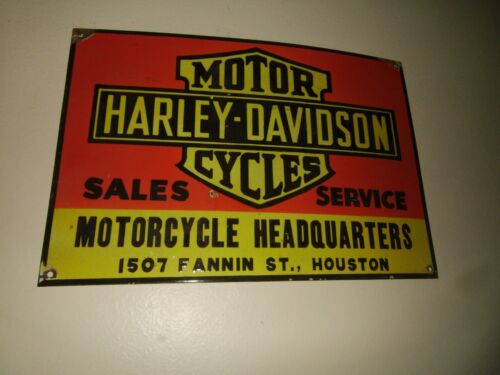 MOTOR
HARLEY-DAVIDSON
CYCLES
SALES SERVICE
MOTORCYCLE HEADQUARTERS
1507 FANNIN ST., HOUSTON